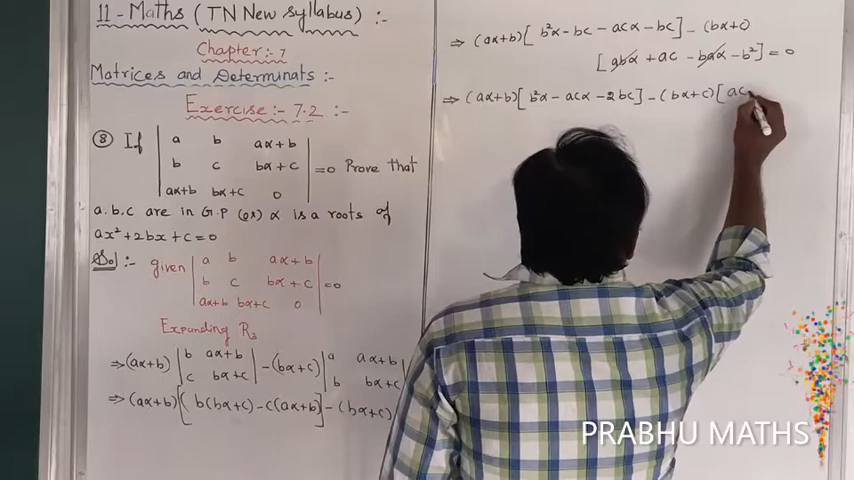 11-Maths (TN New syllabus) :-
Chapter:- 7
Matrices and Determinats :-
Exercise:- 7.2 :-
⑧ If | a b aα+b |
| b c bα+c | =0 Prove that
| aα+b bα+c 0 |
a.b.c are in G.P (or) α is a roots of
ax²+2bx+c=0
Sol :- given | a b aα+b |
| b c bα+c | =0
| aα+b bα+c 0 |
Expanding R₃
⇒(aα+b) | b aα+b | -(bα+c) | a aα+b |
| c bα+c | | b bα+c |
⇒(aα+b) [ b(bα+c)-c(aα+b] - (bα+c)
⇒ (aα+b)[ b²α-bc-acα-bc] - (bα+c)
[abα+ac-baα-b²]=0
⇒(aα+b)[ b²α-acα-2bc]-(bα+c)[ac
PRABHU MATHS